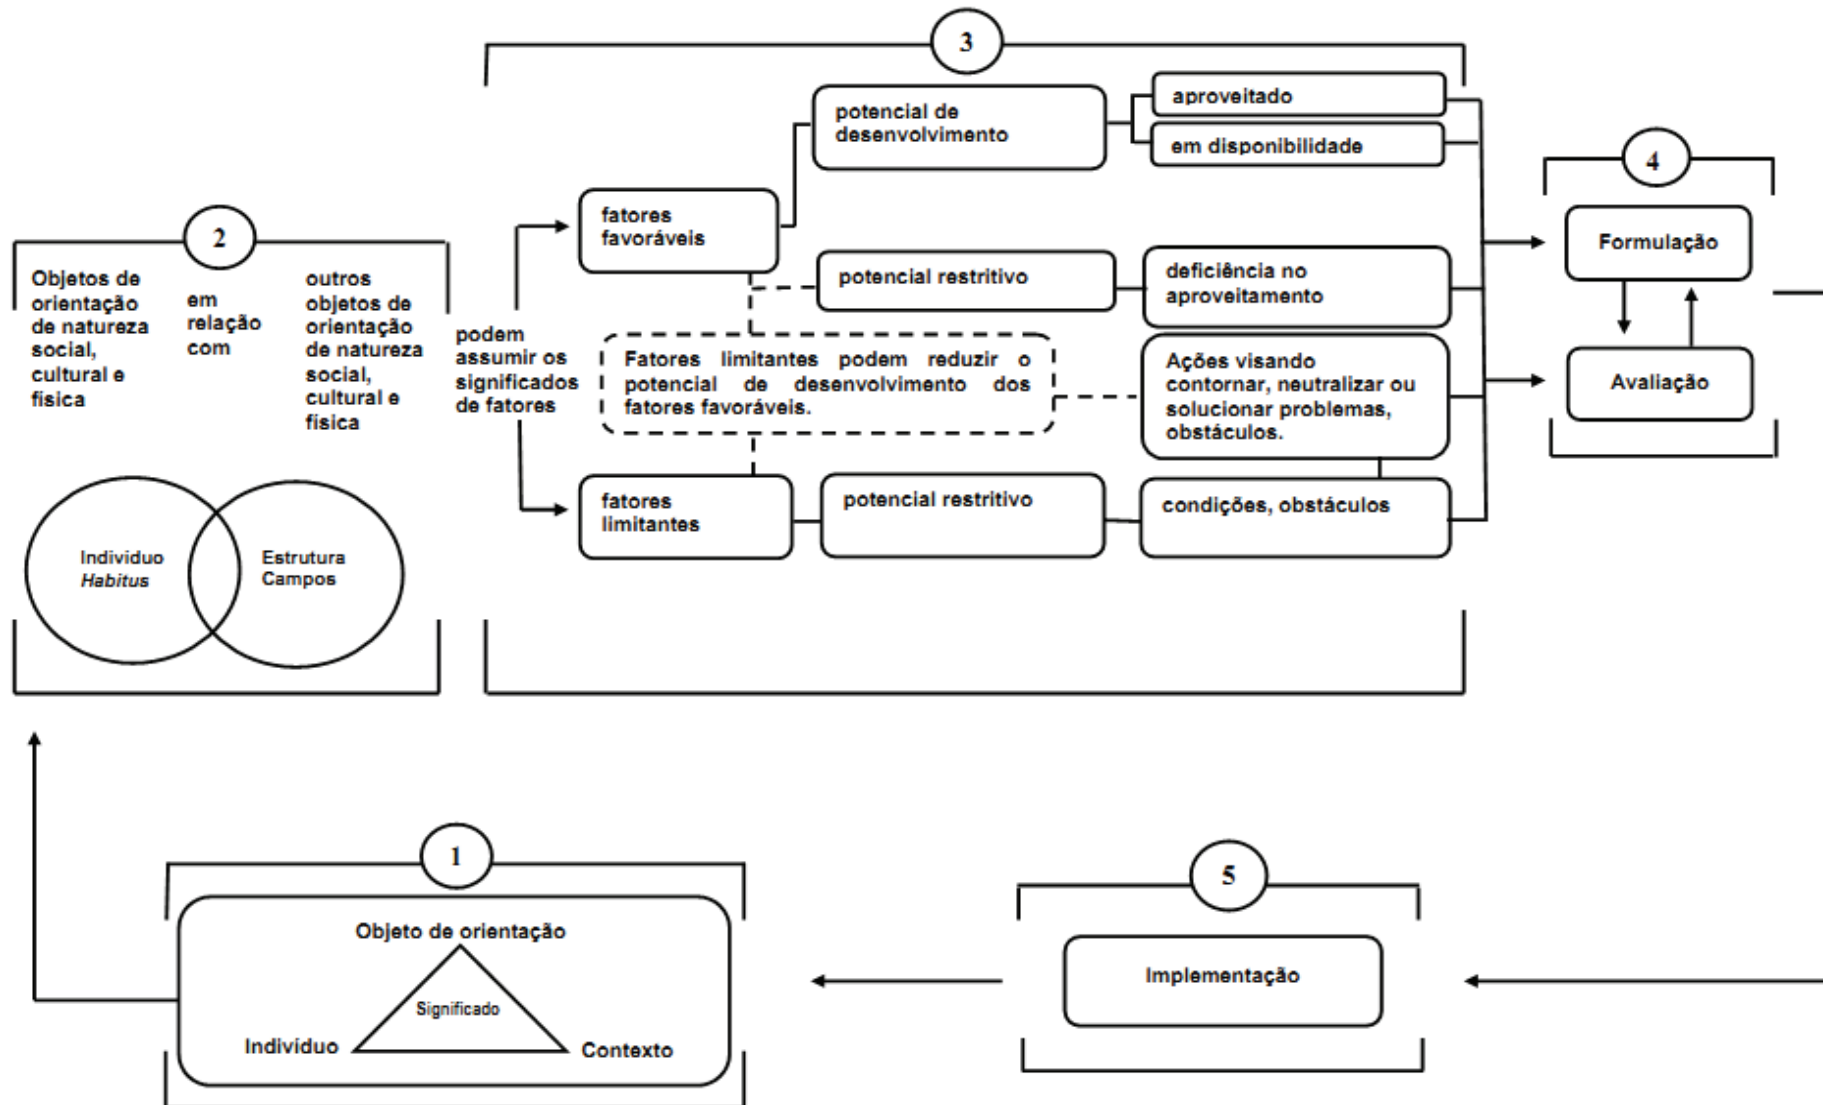 3
potencial de
desenvolvimento
aproveitado
em disponibilidade
4
fatores
favoráveis
Formulação
2
Objetos de
orientação
de natureza
social,
cultural e
física
em
relação
com
outros
objetos de
orientação
de natureza
social,
cultural e
física
podem
assumir os
significados
de fatores
potencial restritivo
deficiência no
aproveitamento
Fatores limitantes podem reduzir o
potencial de desenvolvimento dos
fatores favoráveis.
Ações visando
contornar, neutralizar ou
solucionar problemas,
obstáculos.
Avaliação
fatores
limitantes
potencial restritivo
condições, obstáculos
Individuo
Habitus
Estrutura
Campos
1
Objeto de orientação
Significado
Indivíduo
Contexto
5
Implementação